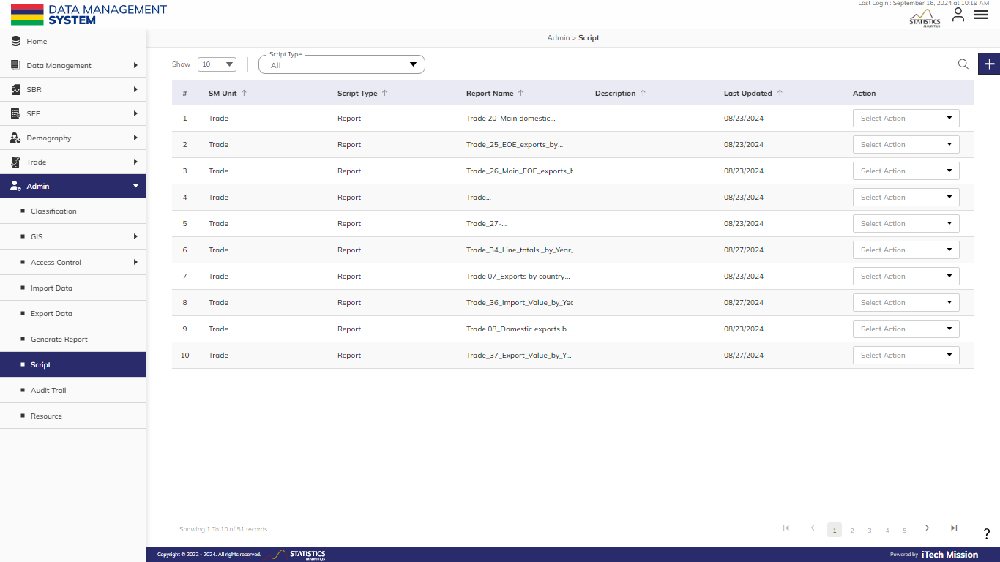 DATA MANAGEMENT
SYSTEM
Last Login : September 16, 2024 at 10:19 AM
STATISTICS
MAURITIUS
Home
Data Management
SBR
SEE
Demography
Trade
Admin
Classification
GIS
Access Control
Import Data
Export Data
Generate Report
Script
Audit Trail
Resource
Admin > Script
Show 10
Script Type
All
# SM Unit Script Type Report Name Description Last Updated Action
1 Trade Report Trade 20_Main domestic... 08/23/2024 Select Action
2 Trade Report Trade_25_EOE_exports_by... 08/23/2024 Select Action
3 Trade Report Trade_26_Main_EOE_exports_b 08/23/2024 Select Action
4 Trade Report Trade... 08/23/2024 Select Action
5 Trade Report Trade_27-... 08/23/2024 Select Action
6 Trade Report Trade_34_Line_totals,_by_Year, 08/27/2024 Select Action
7 Trade Report Trade 07_Exports by country... 08/23/2024 Select Action
8 Trade Report Trade_36_Import_Value_by_Yea 08/27/2024 Select Action
9 Trade Report Trade 08_Domestic exports b... 08/23/2024 Select Action
10 Trade Report Trade_37_Export_Value_by_Y... 08/27/2024 Select Action
Showing 1 To 10 of 51 records
1 2 3 4 5
?
Copyright © 2022 - 2024. All rights reserved.
STATISTICS
MAURITIUS
Powered by iTech Mission